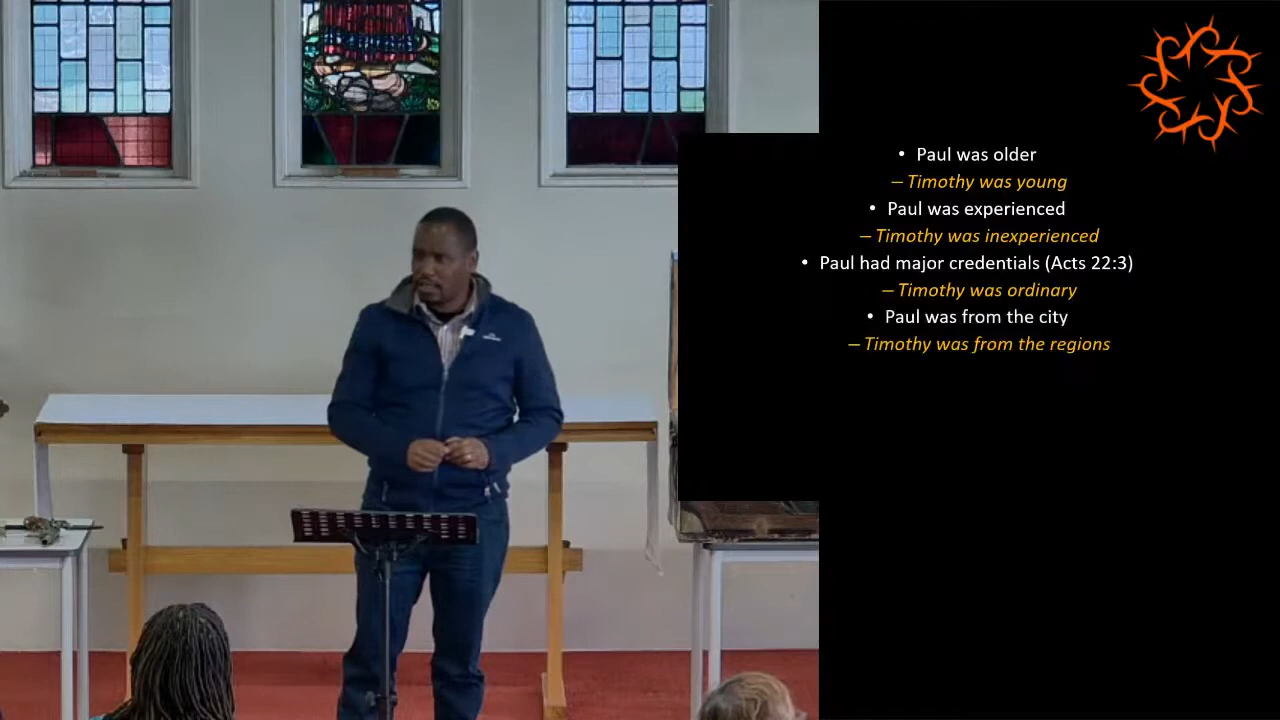 • Paul was older
– Timothy was young
• Paul was experienced
– Timothy was inexperienced
• Paul had major credentials (Acts 22:3)
– Timothy was ordinary
• Paul was from the city
– Timothy was from the regions